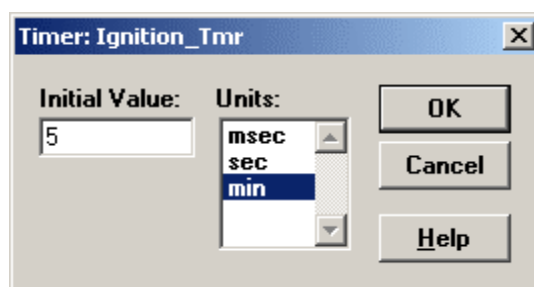 Timer: Ignition_Tmr
Initial Value:
5
Units:
msec
sec
min
OK
Cancel
Help